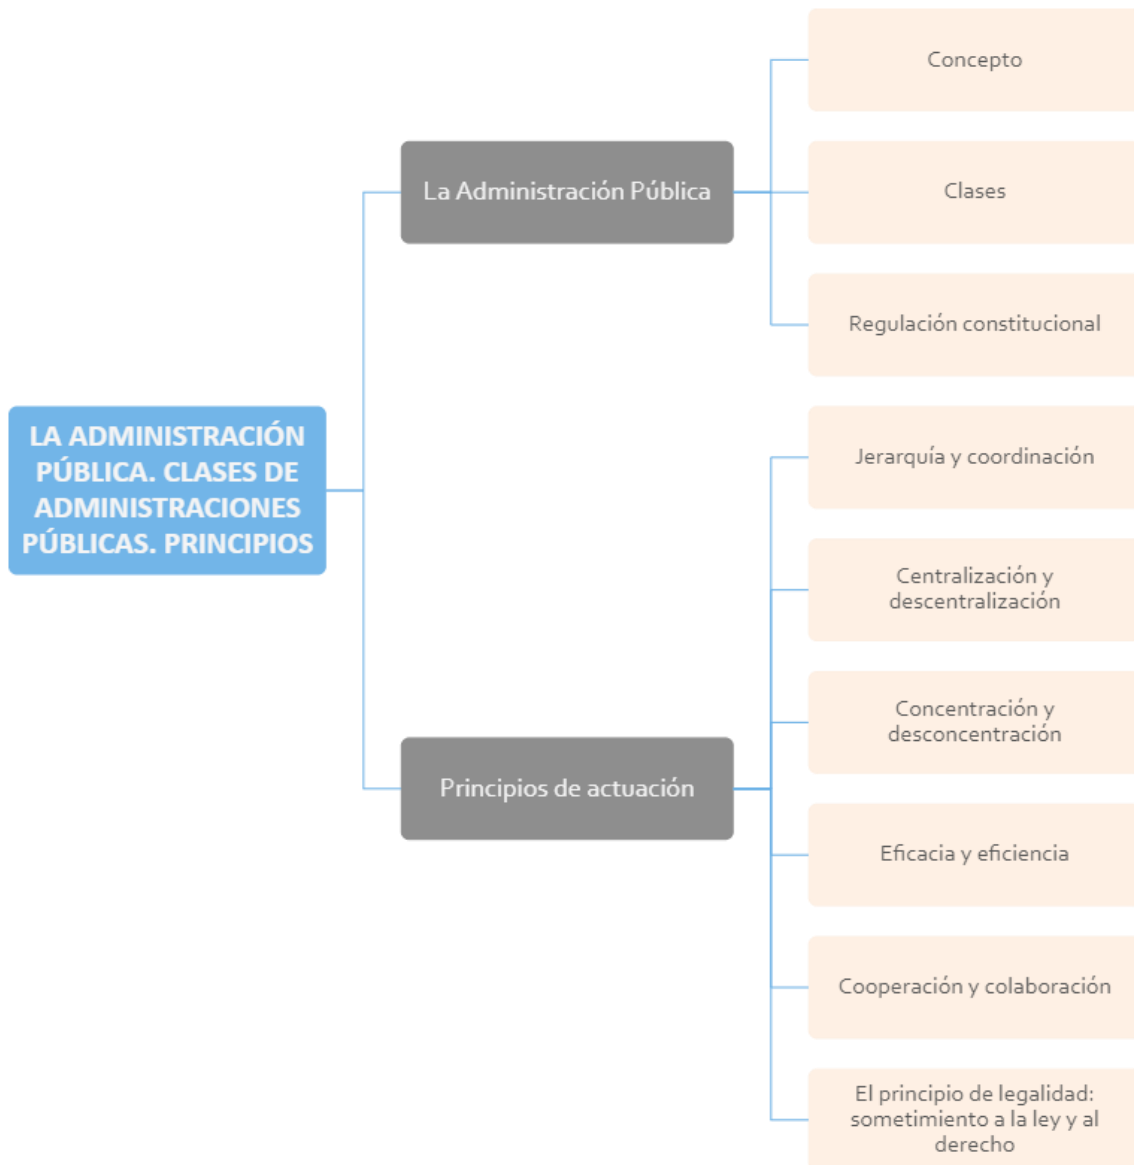 LA ADMINISTRACIÓN
PÚBLICA. CLASES DE
ADMINISTRACIONES
PÚBLICAS. PRINCIPIOS
La Administración Pública
Concepto
Clases
Regulación constitucional
Principios de actuación
Jerarquía y coordinación
Centralización y
descentralización
Concentración y
desconcentración
Eficacia y eficiencia
Cooperación y colaboración
El principio de legalidad:
sometimiento a la ley y al
derecho